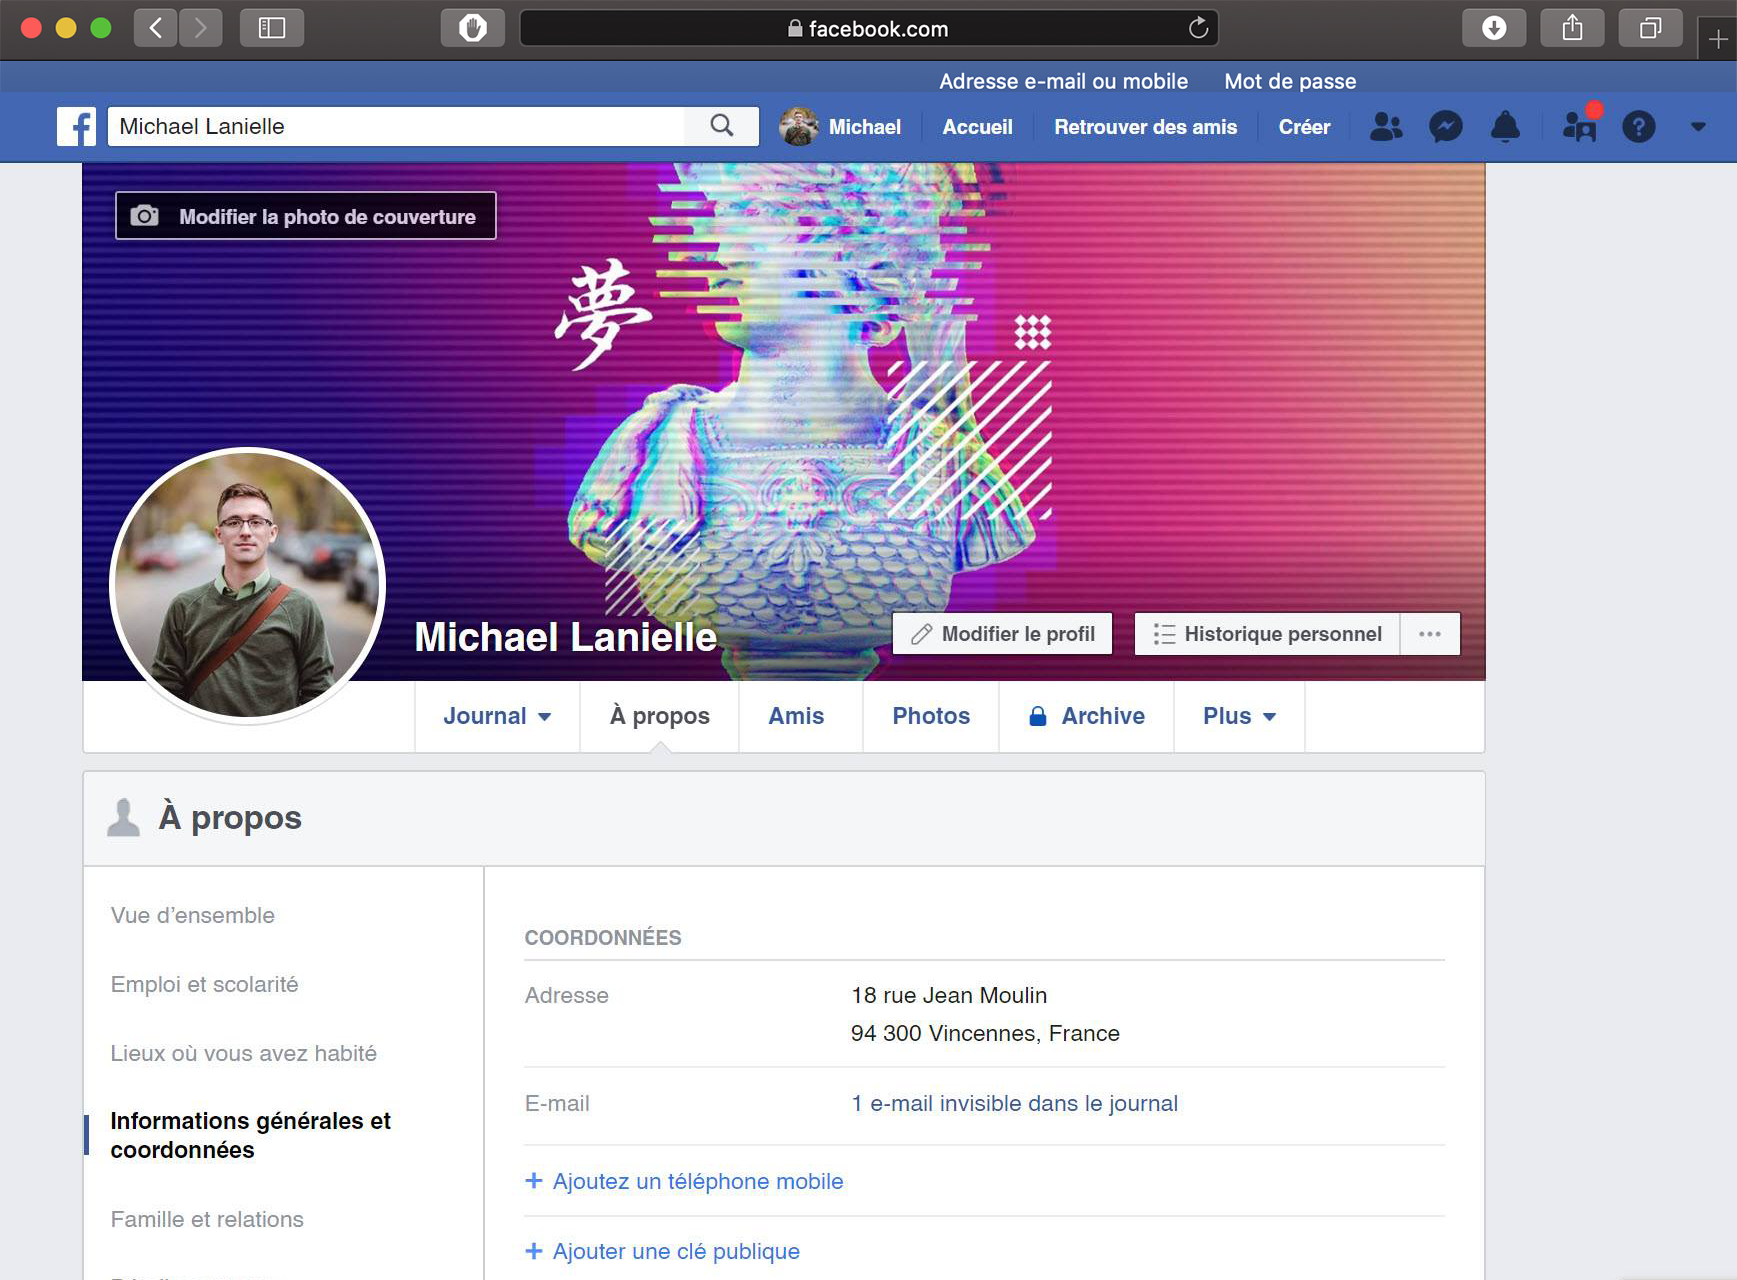 facebook.com
Adresse e-mail ou mobile Mot de passe
Michael Lanielle
Michael Accueil Retrouver des amis Créer
Modifier la photo de couverture
夢
Michael Lanielle
Modifier le profil
Historique personnel
Journal À propos Amis Photos Archive Plus
À propos
Vue d’ensemble
Emploi et scolarité
Lieux où vous avez habité
Informations générales et
coordonnées
Famille et relations
COORDONNÉES
Adresse 18 rue Jean Moulin
94 300 Vincennes, France
E-mail 1 e-mail invisible dans le journal
+ Ajoutez un téléphone mobile
+ Ajouter une clé publique